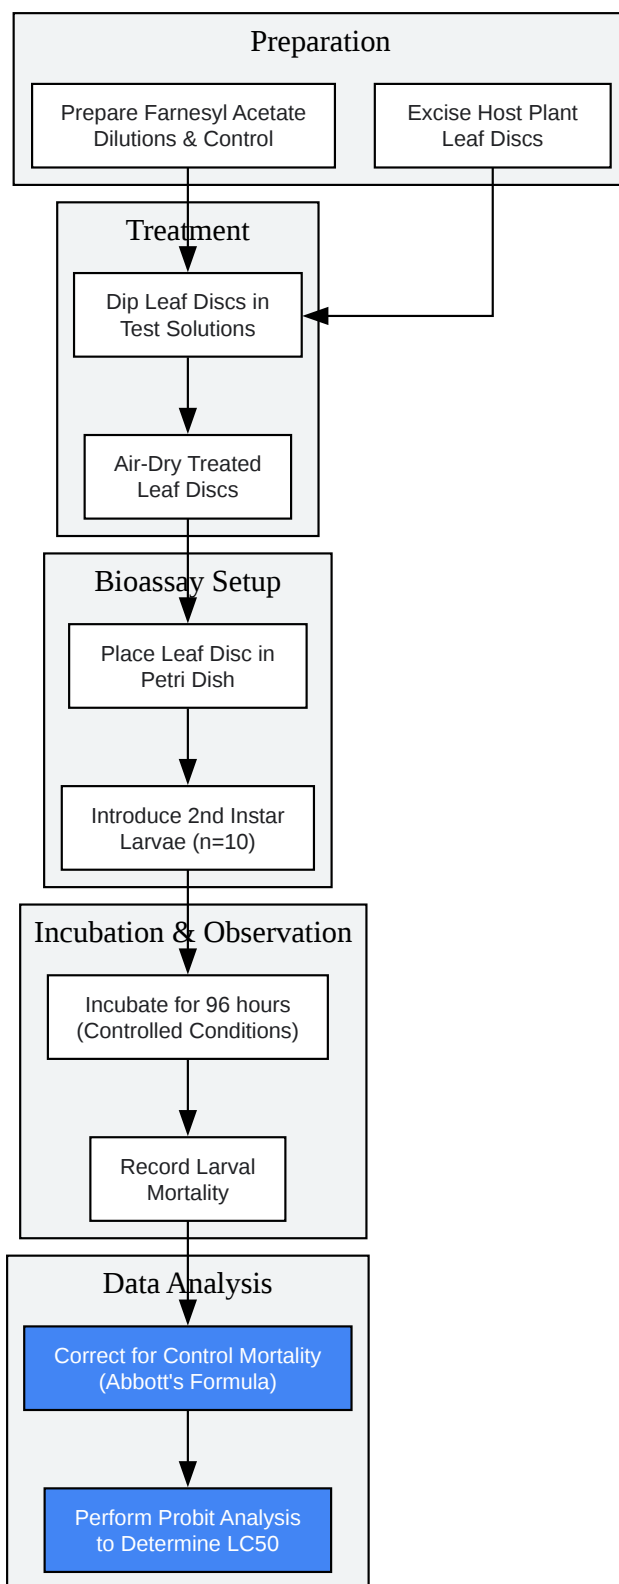 Preparation
Prepare Farnesyl Acetate
Dilutions & Control
Excise Host Plant
Leaf Discs
Treatment
Dip Leaf Discs in
Test Solutions
Air-Dry Treated
Leaf Discs
Bioassay Setup
Place Leaf Disc in
Petri Dish
Introduce 2nd Instar
Larvae (n=10)
Incubation & Observation
Incubate for 96 hours
(Controlled Conditions)
Record Larval
Mortality
Data Analysis
Correct for Control Mortality
(Abbott's Formula)
Perform Probit Analysis
to Determine LC50